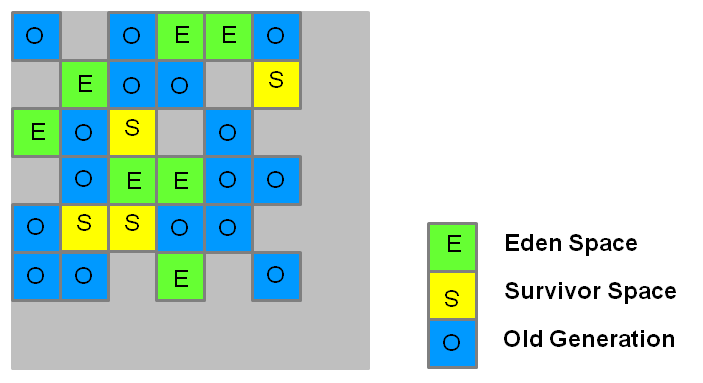 O O E E O
E O O S
E O S O
O E E O O
O S S O O
O O E O
E Eden Space
S Survivor Space
O Old Generation